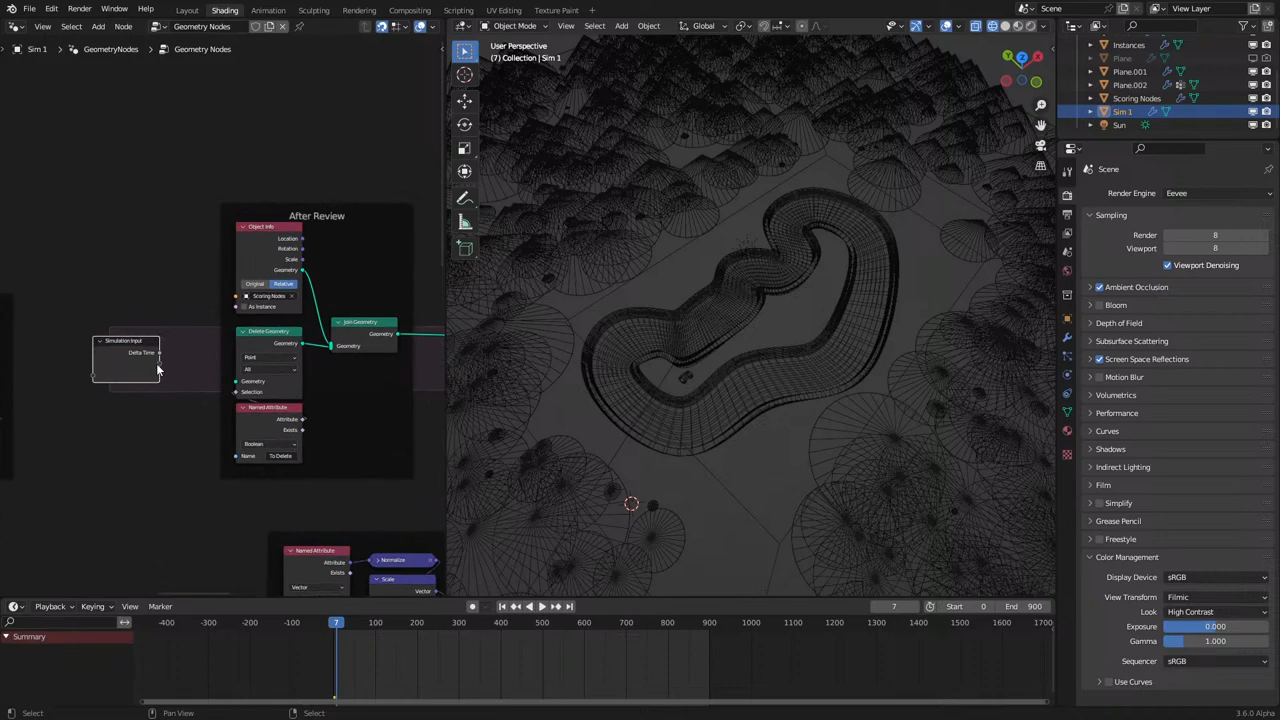 File Edit Render Window Help Layout Shading Animation Sculpting Rendering Compositing Scripting UV Editing Texture Paint Scene View Layer
View Select Add Node Geometry Nodes Object Mode View Select Add Object Global
Sim 1 GeometryNodes Geometry Nodes
User Perspective
(7) Collection | Sim 1
Y Z X
Instances
Plane
Plane.001
Plane.002
Scoring Nodes
Sim 1
Sun
After Review
Object Info
Location
Rotation
Scale
Geometry
Original Relative
Scoring Nodes
As Instance
Delete Geometry
Geometry
Point
All
Geometry
Selection
Join Geometry
Geometry
Geometry
Simulation Input
Delta Time
Named Attribute
Attribute
Exists
Boolean
Name To Delete
Named Attribute
Attribute
Exists
Vector
Normalize
Scale
Vector
Scene
Render Engine Eevee
Sampling
Render 8
Viewport 8
Viewport Denoising
Ambient Occlusion
Bloom
Depth of Field
Subsurface Scattering
Screen Space Reflections
Motion Blur
Volumetrics
Performance
Curves
Shadows
Indirect Lighting
Film
Simplify
Grease Pencil
Freestyle
Color Management
Display Device sRGB
View Transform Filmic
Look High Contrast
Exposure 0.000
Gamma 1.000
Sequencer sRGB
Use Curves
Playback Keying View Marker 7 Start 0 End 900
-400 -300 -200 -100 7 100 200 300 400 500 600 700 800 900 1000 1100 1200 1300 1400 1500 1600 1700
Summary
Select Pan View Select 3.6.0 Alpha